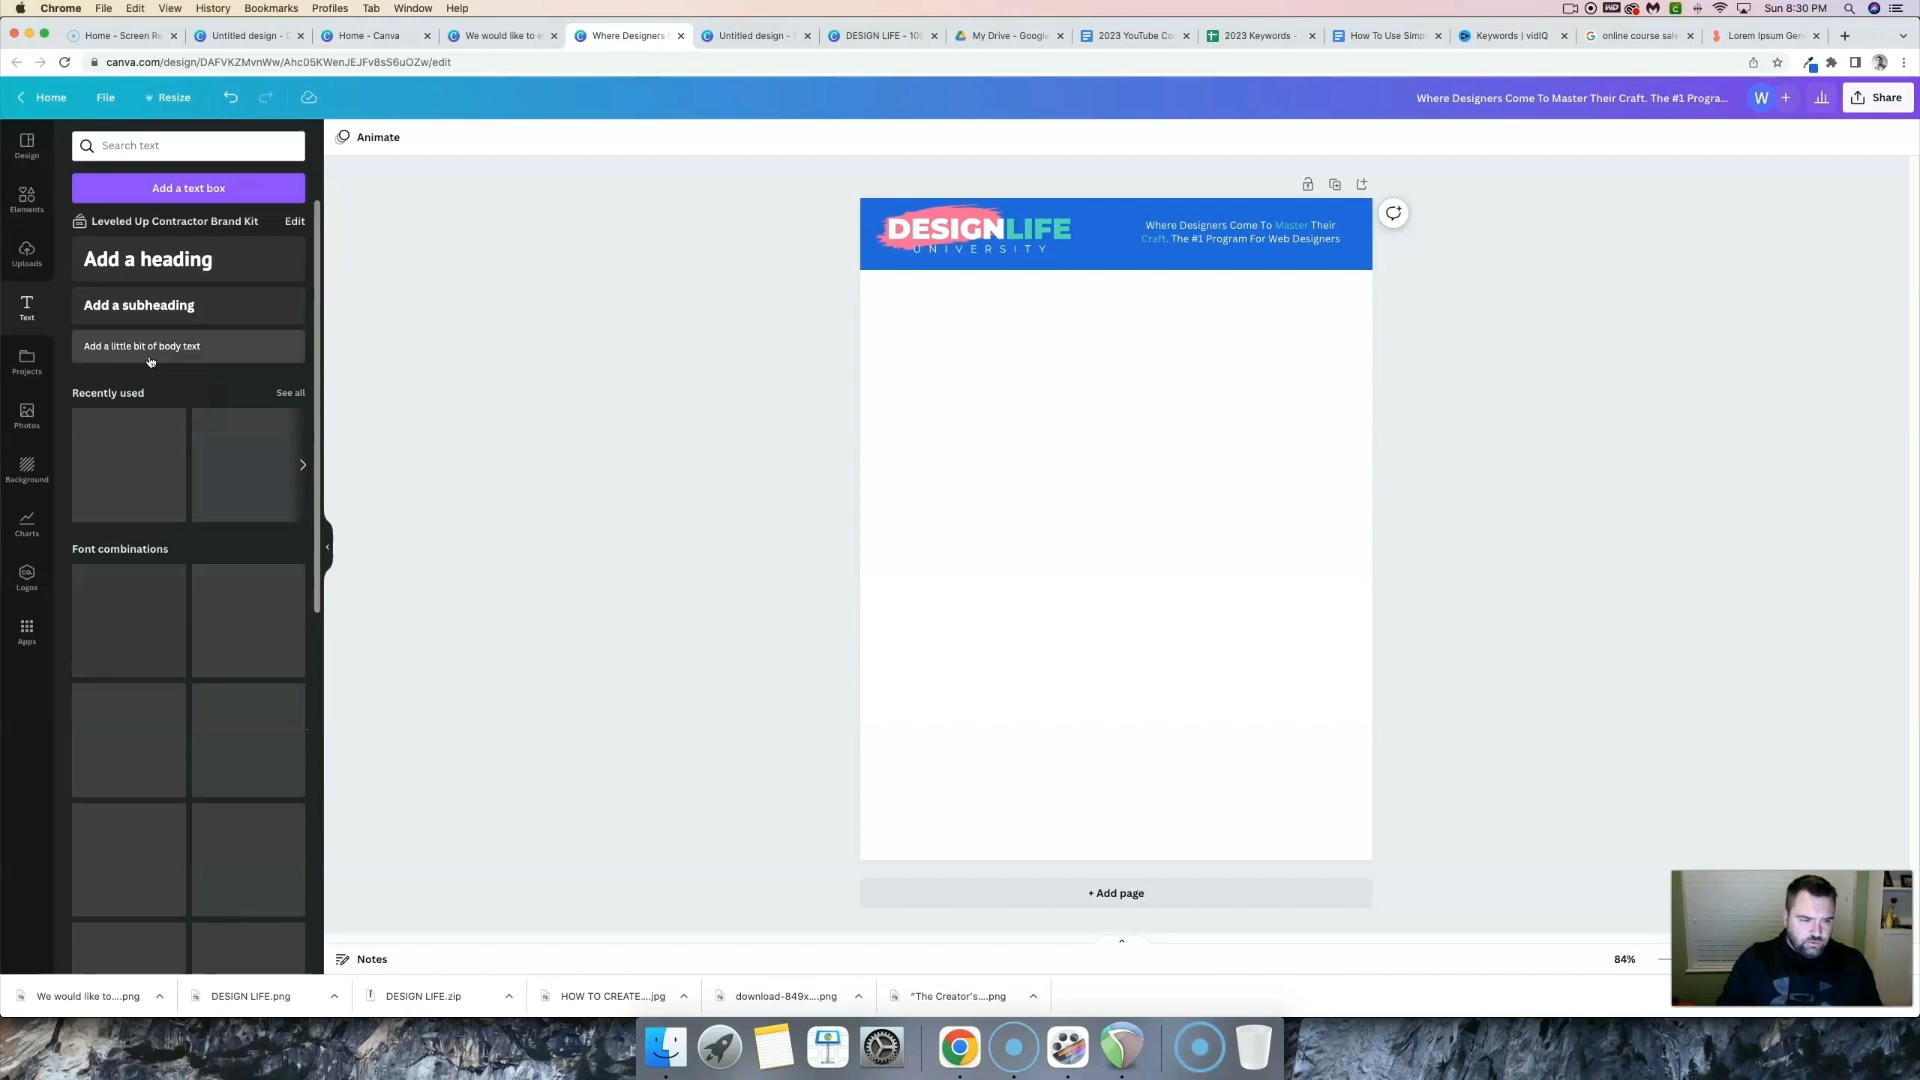 Chrome File Edit View History Bookmarks Profiles Tab Window Help
Sun 8:30 PM
Home - Screen Re
Untitled design -
Home - Canva
We would like to e
Where Designers
Untitled design -
DESIGN LIFE - 100
My Drive - Google
2023 YouTube Co
2023 Keywords -
How To Use Simp
Keywords | vidIQ
online course sale
Lorem Ipsum Gen
canva.com/design/DAFVKZMvnWw/Ahc05KWenJEJFv8sS6uOZw/edit
Home
File
Resize
Where Designers Come To Master Their Craft. The #1 Progra...
W
Share
Design
Elements
Uploads
Text
Projects
Photos
Background
Charts
Logos
Apps
Search text
Add a text box
Leveled Up Contractor Brand Kit
Edit
Add a heading
Add a subheading
Add a little bit of body text
Recently used
See all
Font combinations
Animate
DESIGNLIFE
UNIVERSITY
Where Designers Come To Master Their
Craft. The #1 Program For Web Designers
+ Add page
Notes
84%
We would like to....png
DESIGN LIFE.png
DESIGN LIFE.zip
HOW TO CREATE....jpg
download-849x....png
"The Creator's....png